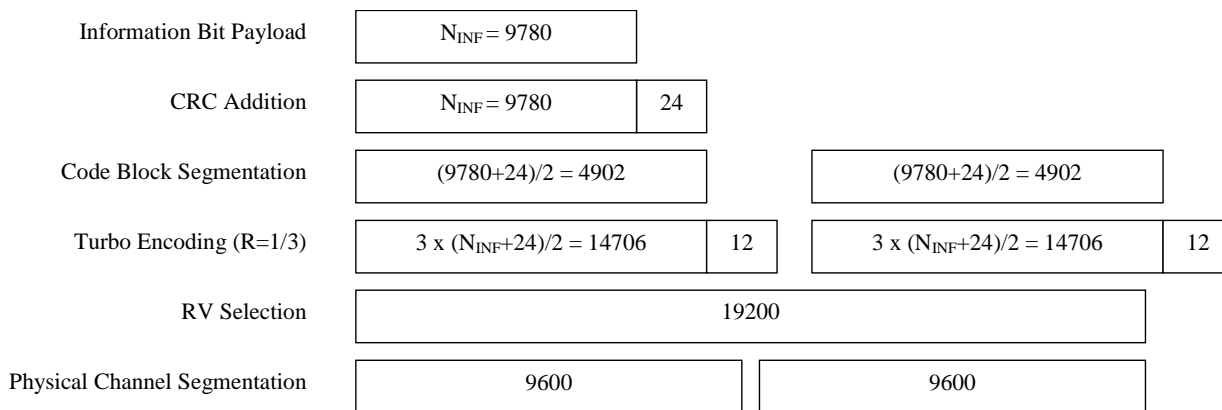 Information Bit Payload N_INF = 9780
CRC Addition N_INF = 9780 24
Code Block Segmentation (9780+24)/2 = 4902 (9780+24)/2 = 4902
Turbo Encoding (R=1/3) 3 x (N_INF+24)/2 = 14706 12 3 x (N_INF+24)/2 = 14706 12
RV Selection 19200
Physical Channel Segmentation 9600 9600